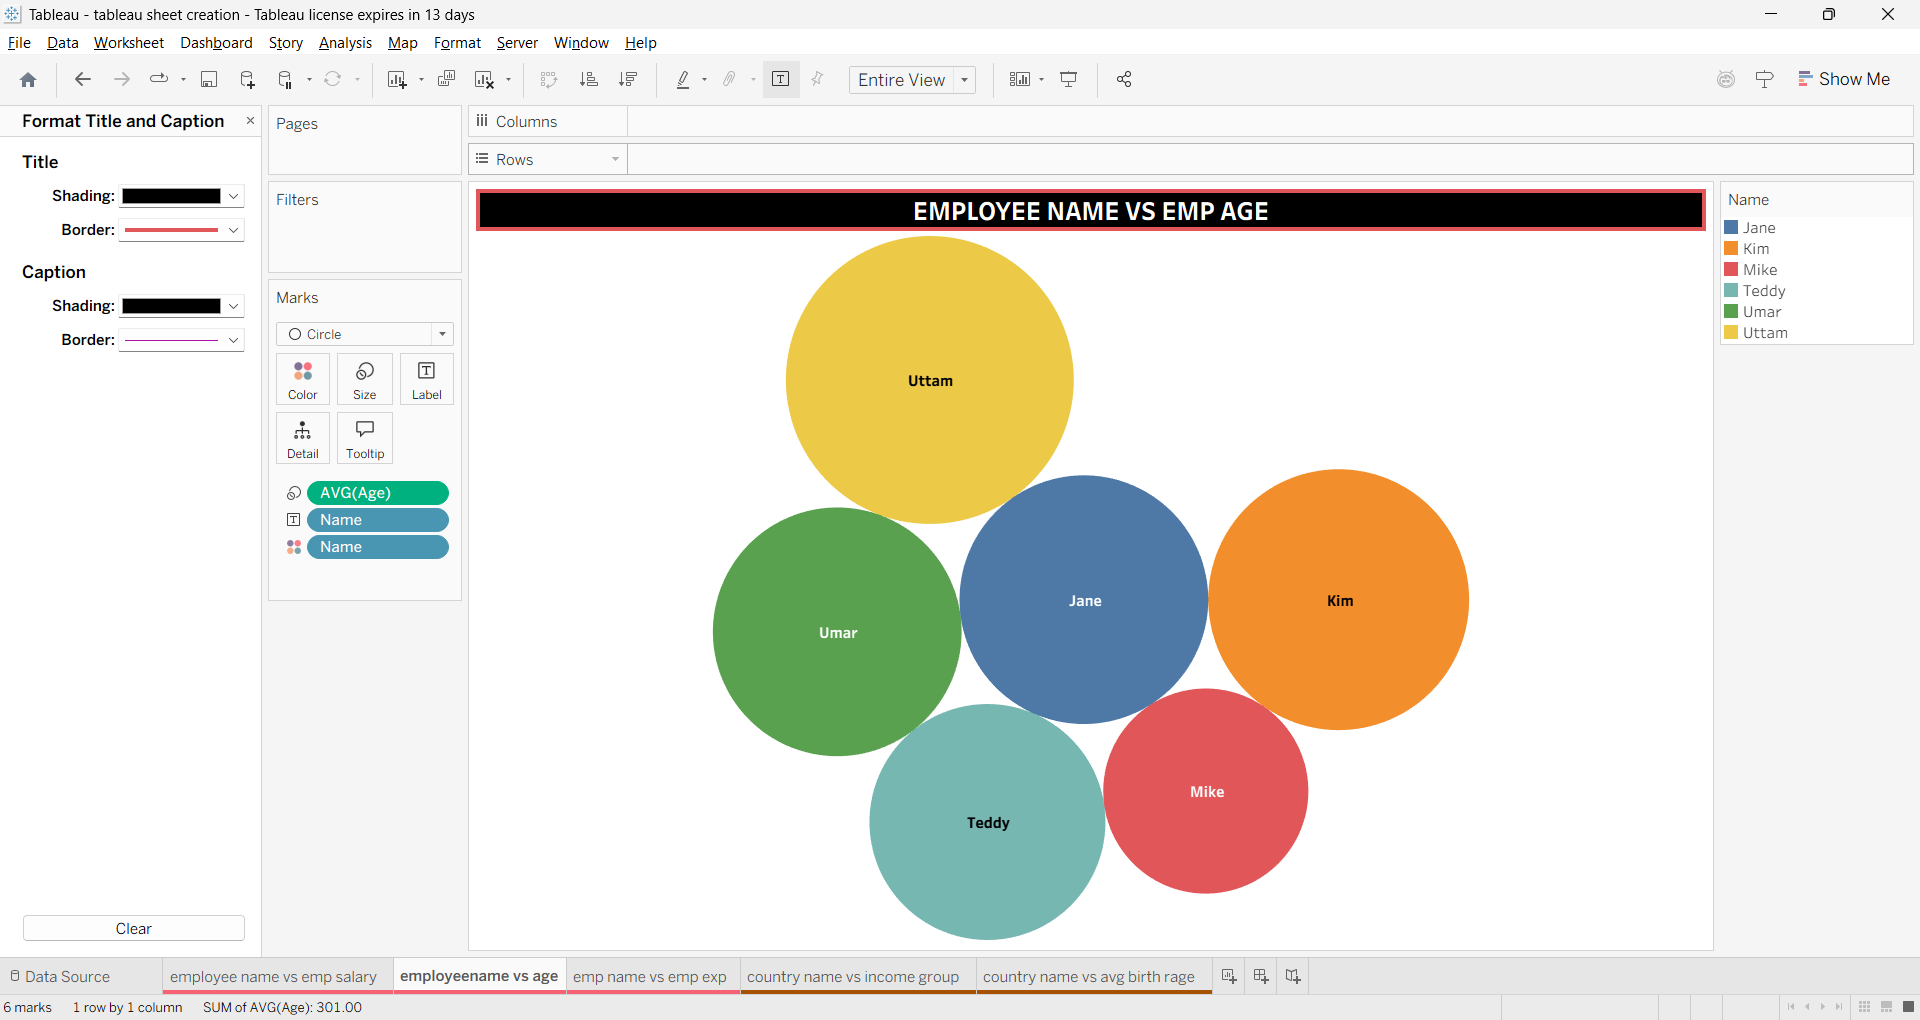 Tableau - tableau sheet creation - Tableau license expires in 13 days
File Data Worksheet Dashboard Story Analysis Map Format Server Window Help
Entire View
Show Me
Format Title and Caption
Title
Shading:
Border:
Caption
Shading:
Border:
Clear
Pages
Filters
Marks
Circle
Color Size Label
Detail Tooltip
AVG(Age)
Name
Name
Columns
Rows
EMPLOYEE NAME VS EMP AGE
Uttam
Jane
Kim
Umar
Mike
Teddy
Name
Jane
Kim
Mike
Teddy
Umar
Uttam
Data Source employee name vs emp salary employeename vs age emp name vs emp exp country name vs income group country name vs avg birth rage
6 marks 1 row by 1 column SUM of AVG(Age): 301.00